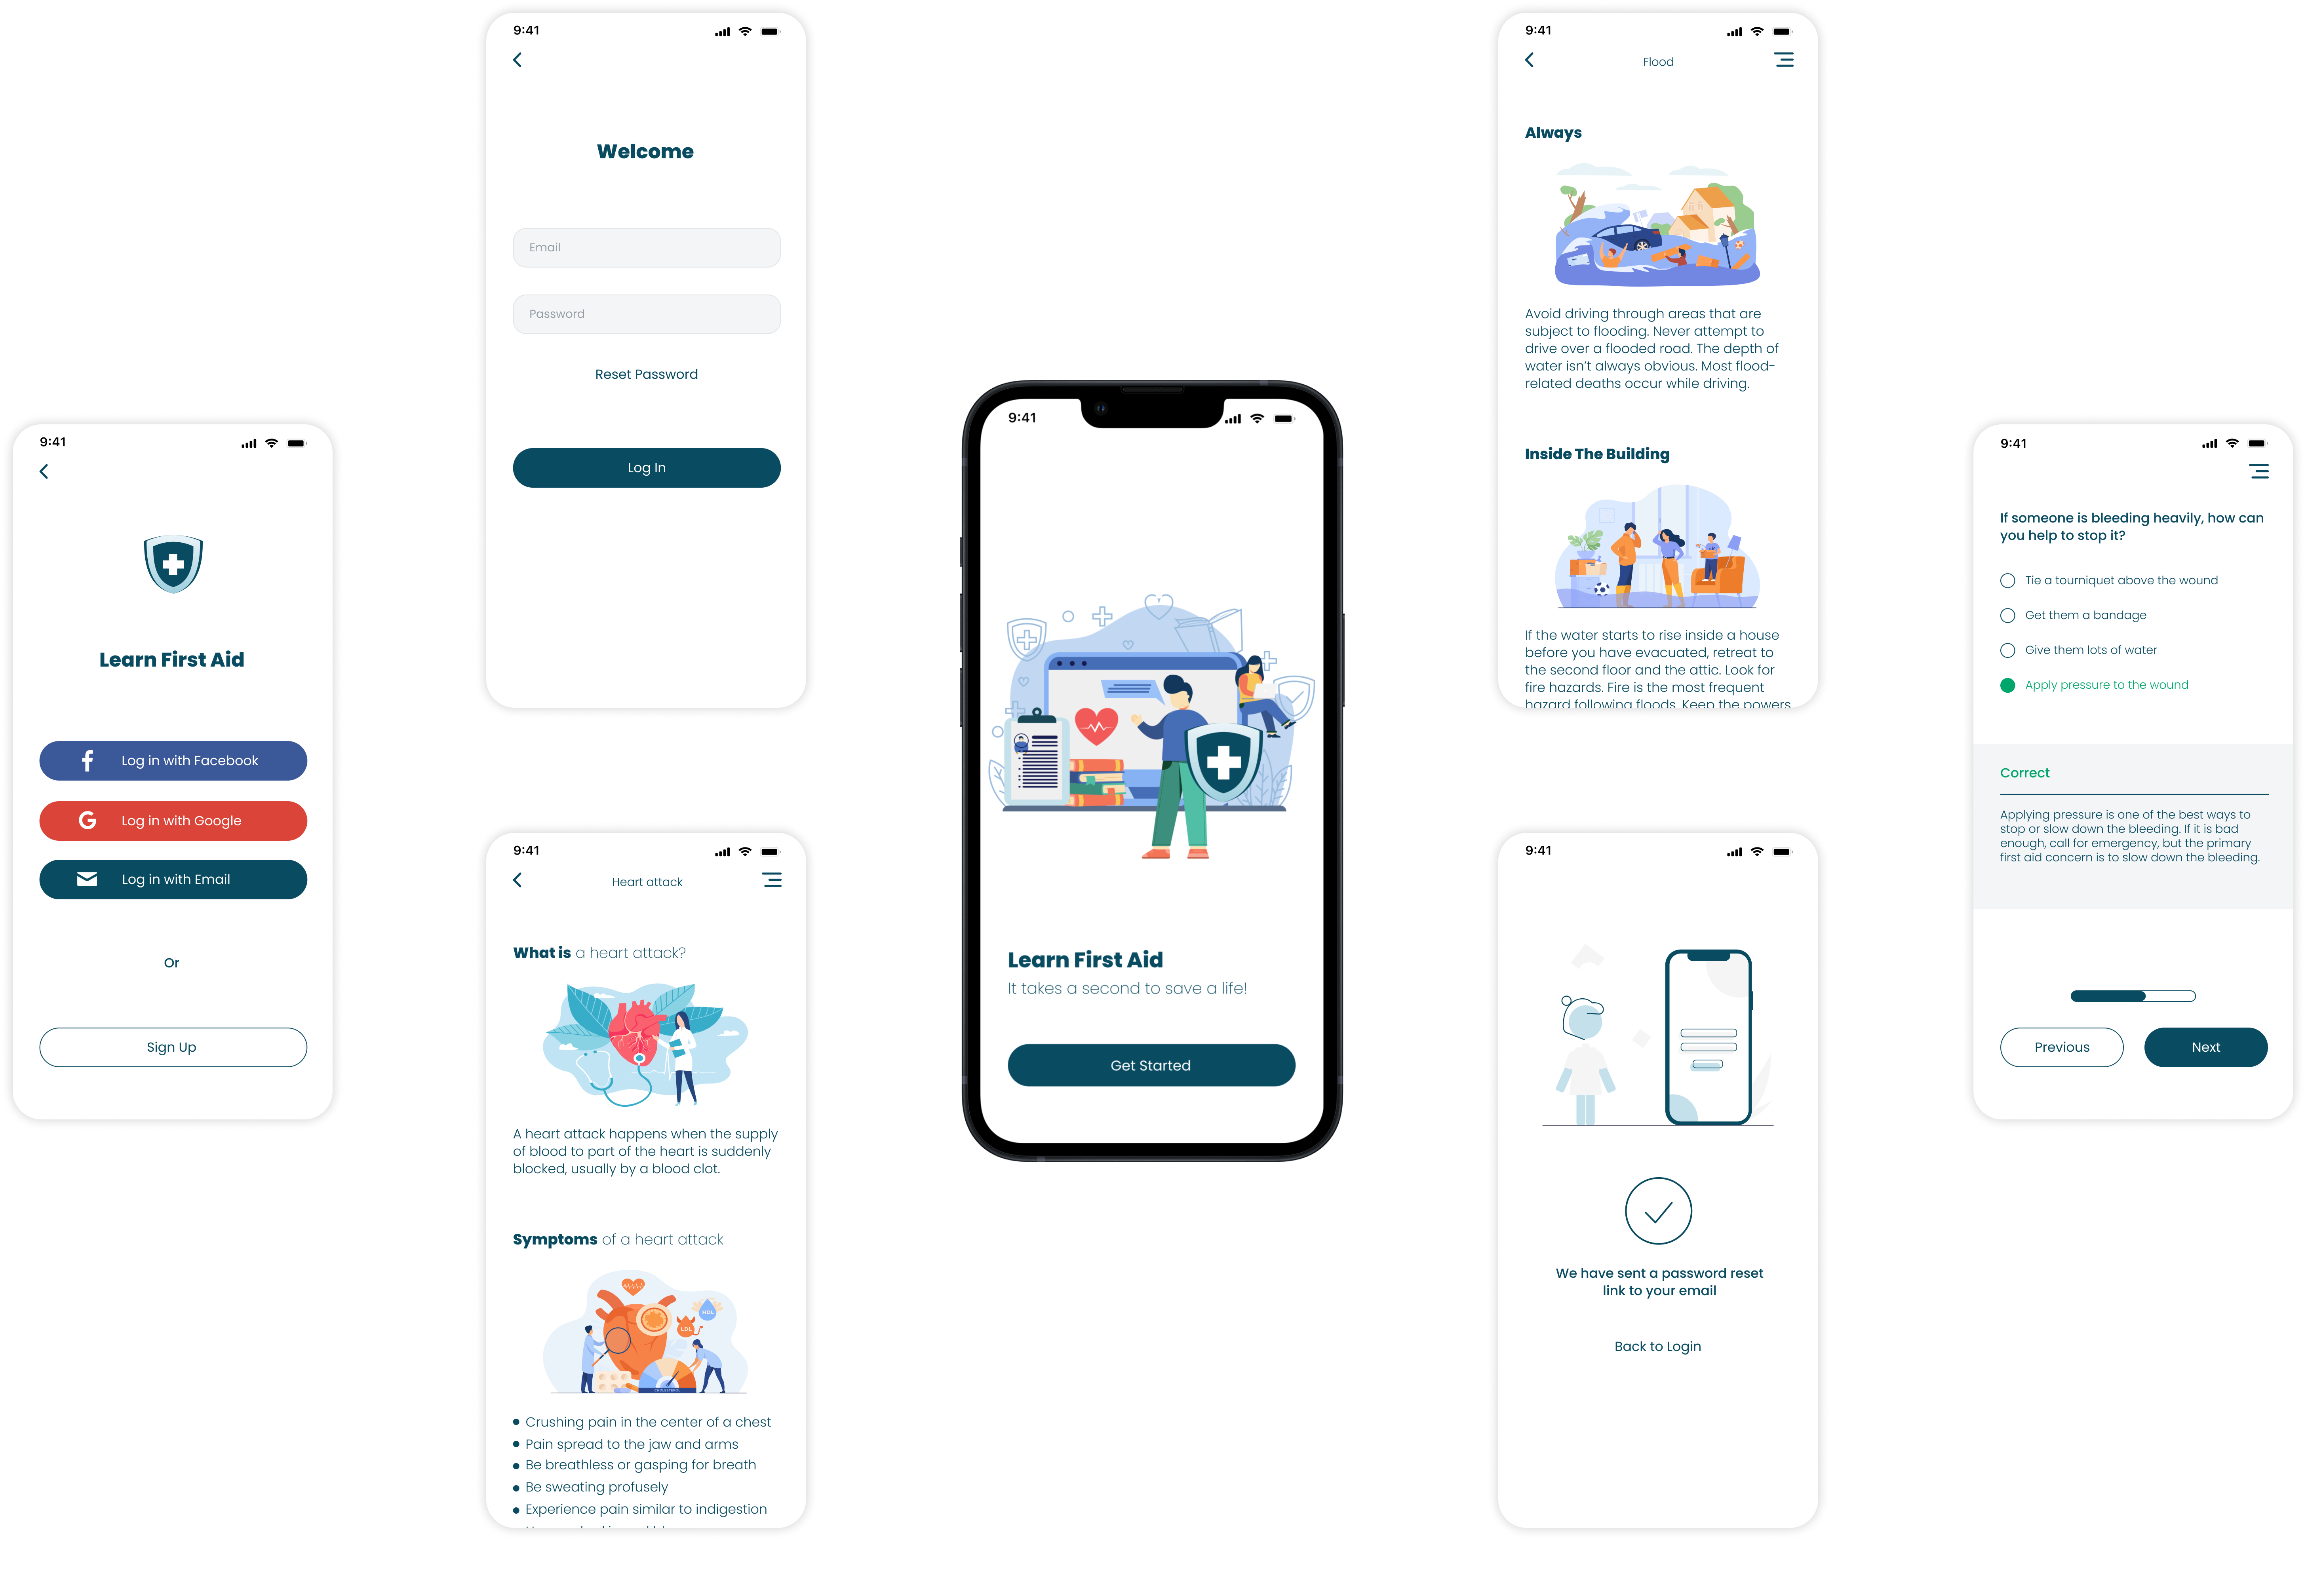 9:41
Learn First Aid
Log in with Facebook
G Log in with Google
Log in with Email
Or
Sign Up
9:41
Welcome
Email
Password
Reset Password
Log In
9:41
Heart attack
What is a heart attack?
A heart attack happens when the supply
of blood to part of the heart is suddenly
blocked, usually by a blood clot.
Symptoms of a heart attack
HDL
LDL
CHOLESTEROL
Crushing pain in the center of a chest
Pain spread to the jaw and arms
Be breathless or gasping for breath
Be sweating profusely
Experience pain similar to indigestion
9:41
Learn First Aid
It takes a second to save a life!
Get Started
9:41
Flood
Always
Avoid driving through areas that are
subject to flooding. Never attempt to
drive over a flooded road. The depth of
water isn't always obvious. Most flood-
related deaths occur while driving.
Inside The Building
If the water starts to rise inside a house
before you have evacuated, retreat to
the second floor and the attic. Look for
fire hazards. Fire is the most frequent
hazard following floods. Keep the powers
9:41
We have sent a password reset
link to your email
Back to Login
9:41
If someone is bleeding heavily, how can
you help to stop it?
Tie a tourniquet above the wound
Get them a bandage
Give them lots of water
Apply pressure to the wound
Correct
Applying pressure is one of the best ways to
stop or slow down the bleeding. If it is bad
enough, call for emergency, but the primary
first aid concern is to slow down the bleeding.
Previous
Next